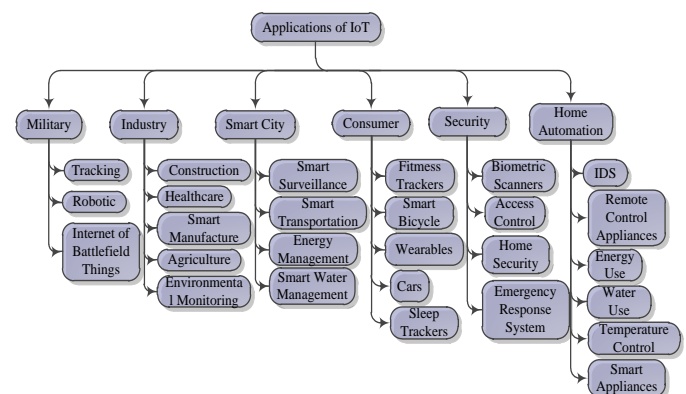 Applications of IoT
Military
Industry
Smart City
Consumer
Security
Home
Automation
Tracking
Robotic
Internet of
Battlefield
Things
Construction
Healthcare
Smart
Manufacture
Agriculture
Environmenta
l Monitoring
Smart
Surveillance
Smart
Transportation
Energy
Management
Smart Water
Management
Fitness
Trackers
Smart
Bicycle
Wearables
Cars
Sleep
Trackers
Biometric
Scanners
Access
Control
Home
Security
Emergency
Response
System
IDS
Remote
Control
Appliances
Energy
Use
Water
Use
Temperature
Control
Smart
Appliances